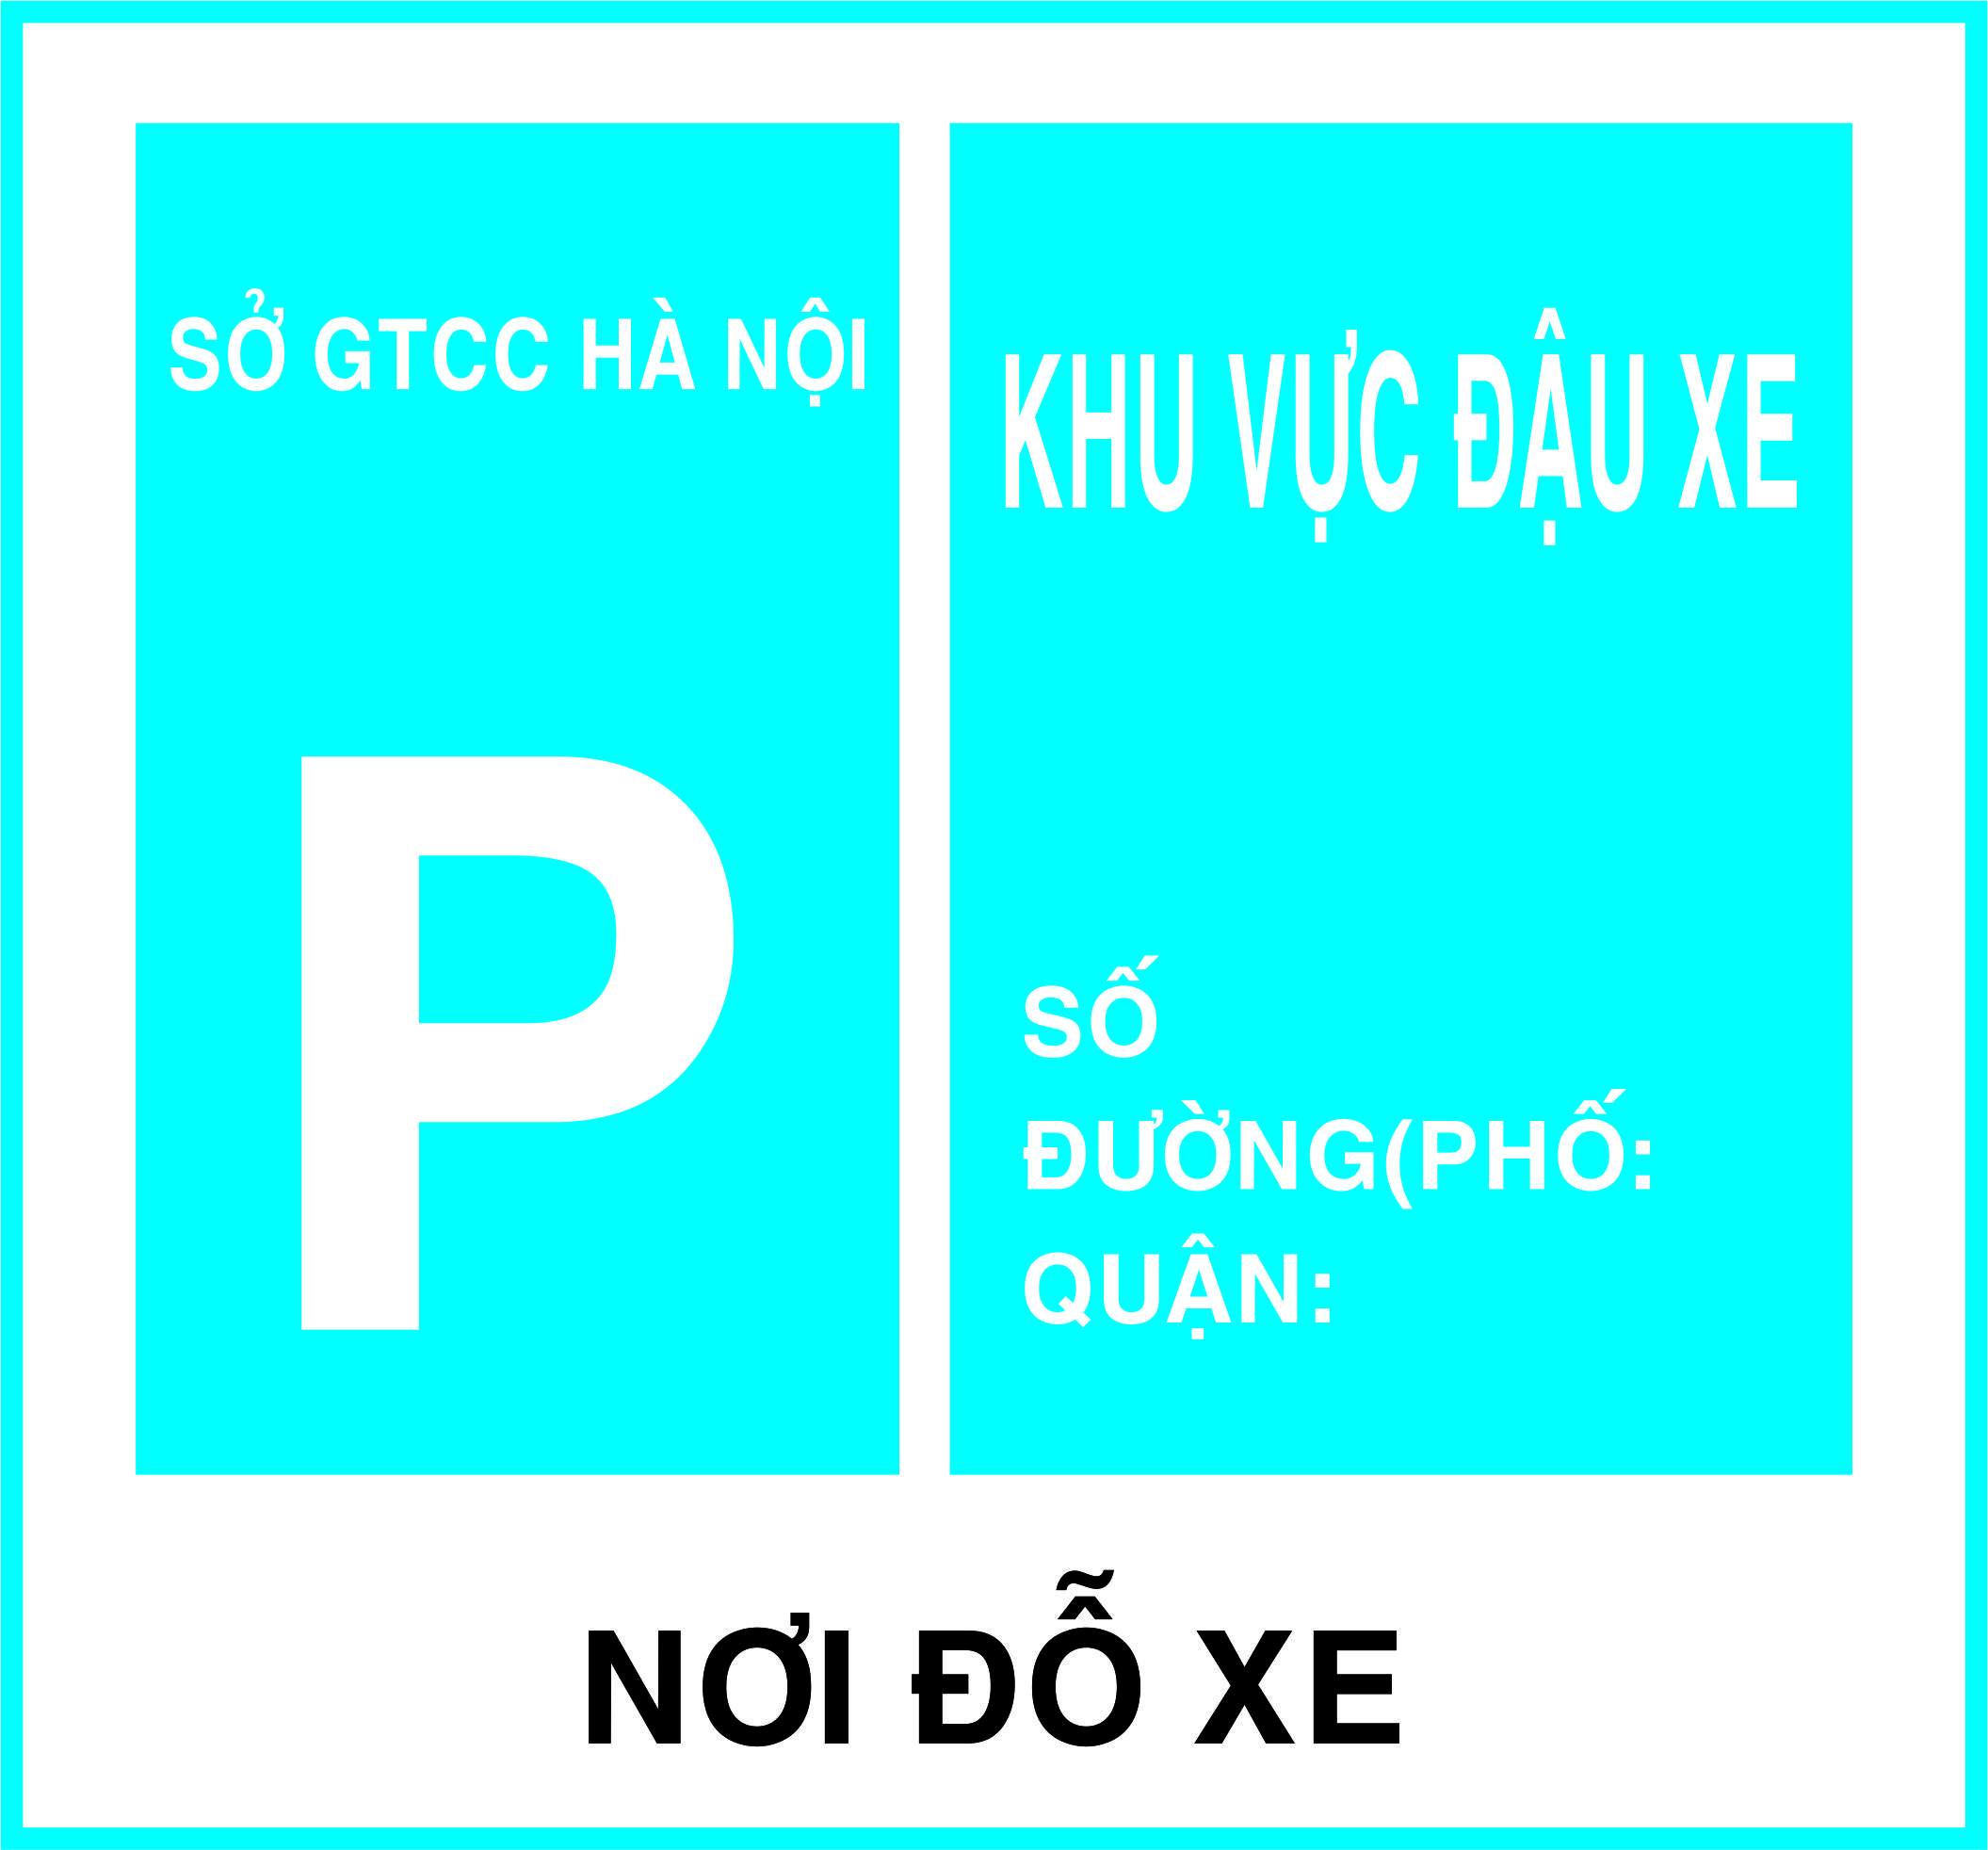 SỞ GTCC HÀ NỘI
P
KHU VỰC ĐẬU XE
SỐ
ĐƯỜNG(PHỐ:
QUẬN:
NƠI ĐỖ XE